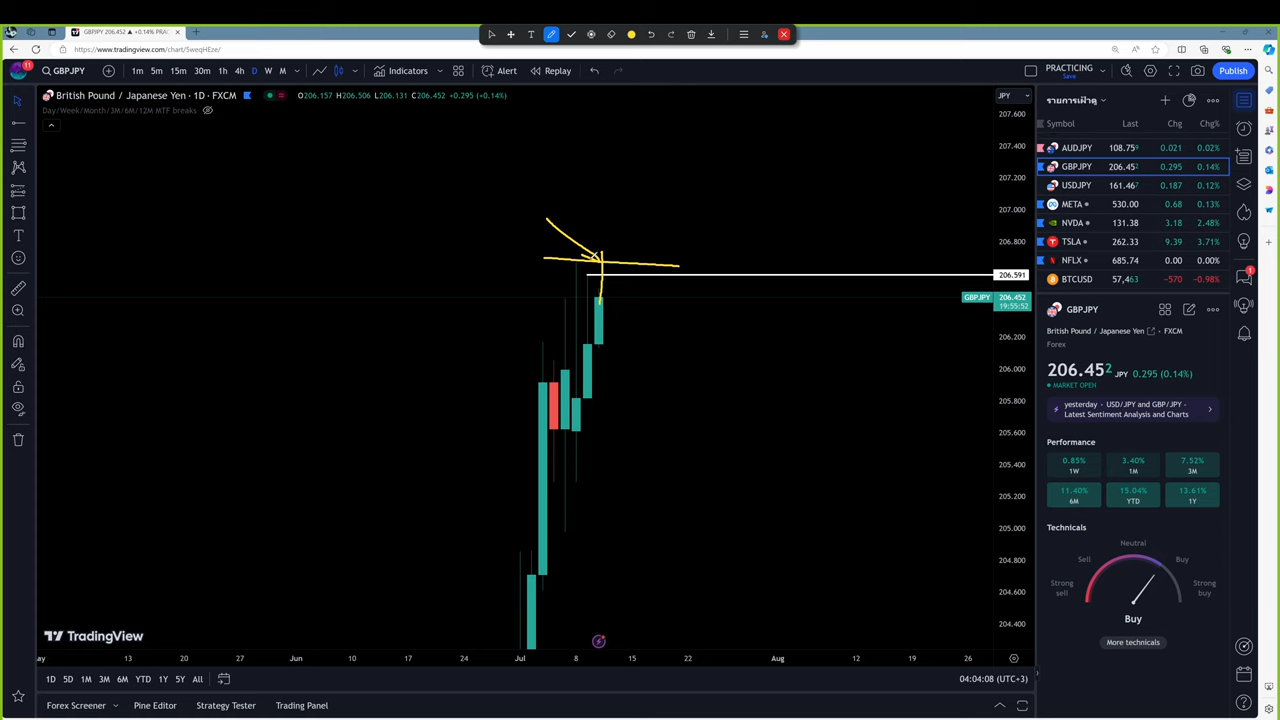 GBPJPY 206.452 ▲ +0.14% PRAC
https://www.tradingview.com/chart/5weqHEze/
11
GBPJPY
1m 5m 15m 30m 1h 4h D W M
Indicators
Alert
Replay
PRACTICING
Save
Publish
British Pound / Japanese Yen · 1D · FXCM
O206.157 H206.506 L206.131 C206.452 +0.295 (+0.14%)
Day/Week/Month/3M/6M/12M MTF breaks
JPY
207.600
207.400
207.200
207.000
206.800
206.591
GBPJPY 206.452
19:55:52
206.200
206.000
205.800
205.600
205.400
205.200
205.000
204.800
204.600
204.400
TradingView
ay 13 20 27 Jun 10 17 24 Jul 8 15 22 Aug 12 19 26
1D 5D 1M 3M 6M YTD 1Y 5Y All
04:04:08 (UTC+3)
Forex Screener Pine Editor Strategy Tester Trading Panel
รายการเฝ้าดู
Symbol Last Chg Chg%
AUDJPY 108.759 0.021 0.02%
GBPJPY 206.452 0.295 0.14%
USDJPY 161.467 0.187 0.12%
META 530.00 0.68 0.13%
NVDA 131.38 3.18 2.48%
TSLA 262.33 9.39 3.71%
NFLX 685.74 0.00 0.00%
BTCUSD 57,463 -570 -0.98%
1
GBPJPY
British Pound / Japanese Yen FXCM
Forex
206.452 JPY 0.295 (0.14%)
MARKET OPEN
yesterday · USD/JPY and GBP/JPY -
Latest Sentiment Analysis and Charts
Performance
0.85% 3.40% 7.52%
1W 1M 3M
11.40% 15.04% 13.61%
6M YTD 1Y
Technicals
Neutral
Sell Buy
Strong sell
Strong buy
Buy
More technicals